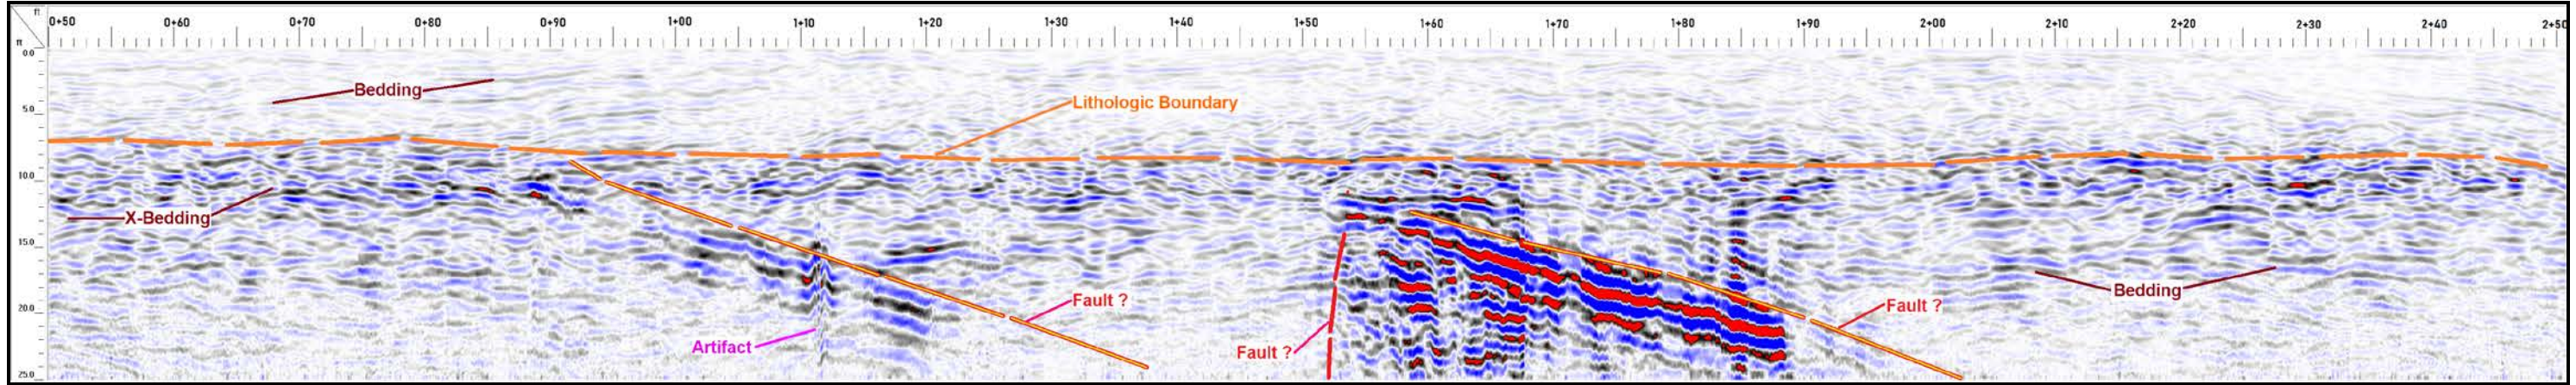 ft
0+50 0+60 0+70 0+80 0+90 1+00 1+10 1+20 1+30 1+40 1+50 1+60 1+70 1+80 1+90 2+00 2+10 2+20 2+30 2+40 2+50
ft
0.0
Bedding
5.0
Lithologic Boundary
10.0
X-Bedding
15.0
Bedding
20.0
Fault ?
Fault ?
Artifact
Fault ?
25.0